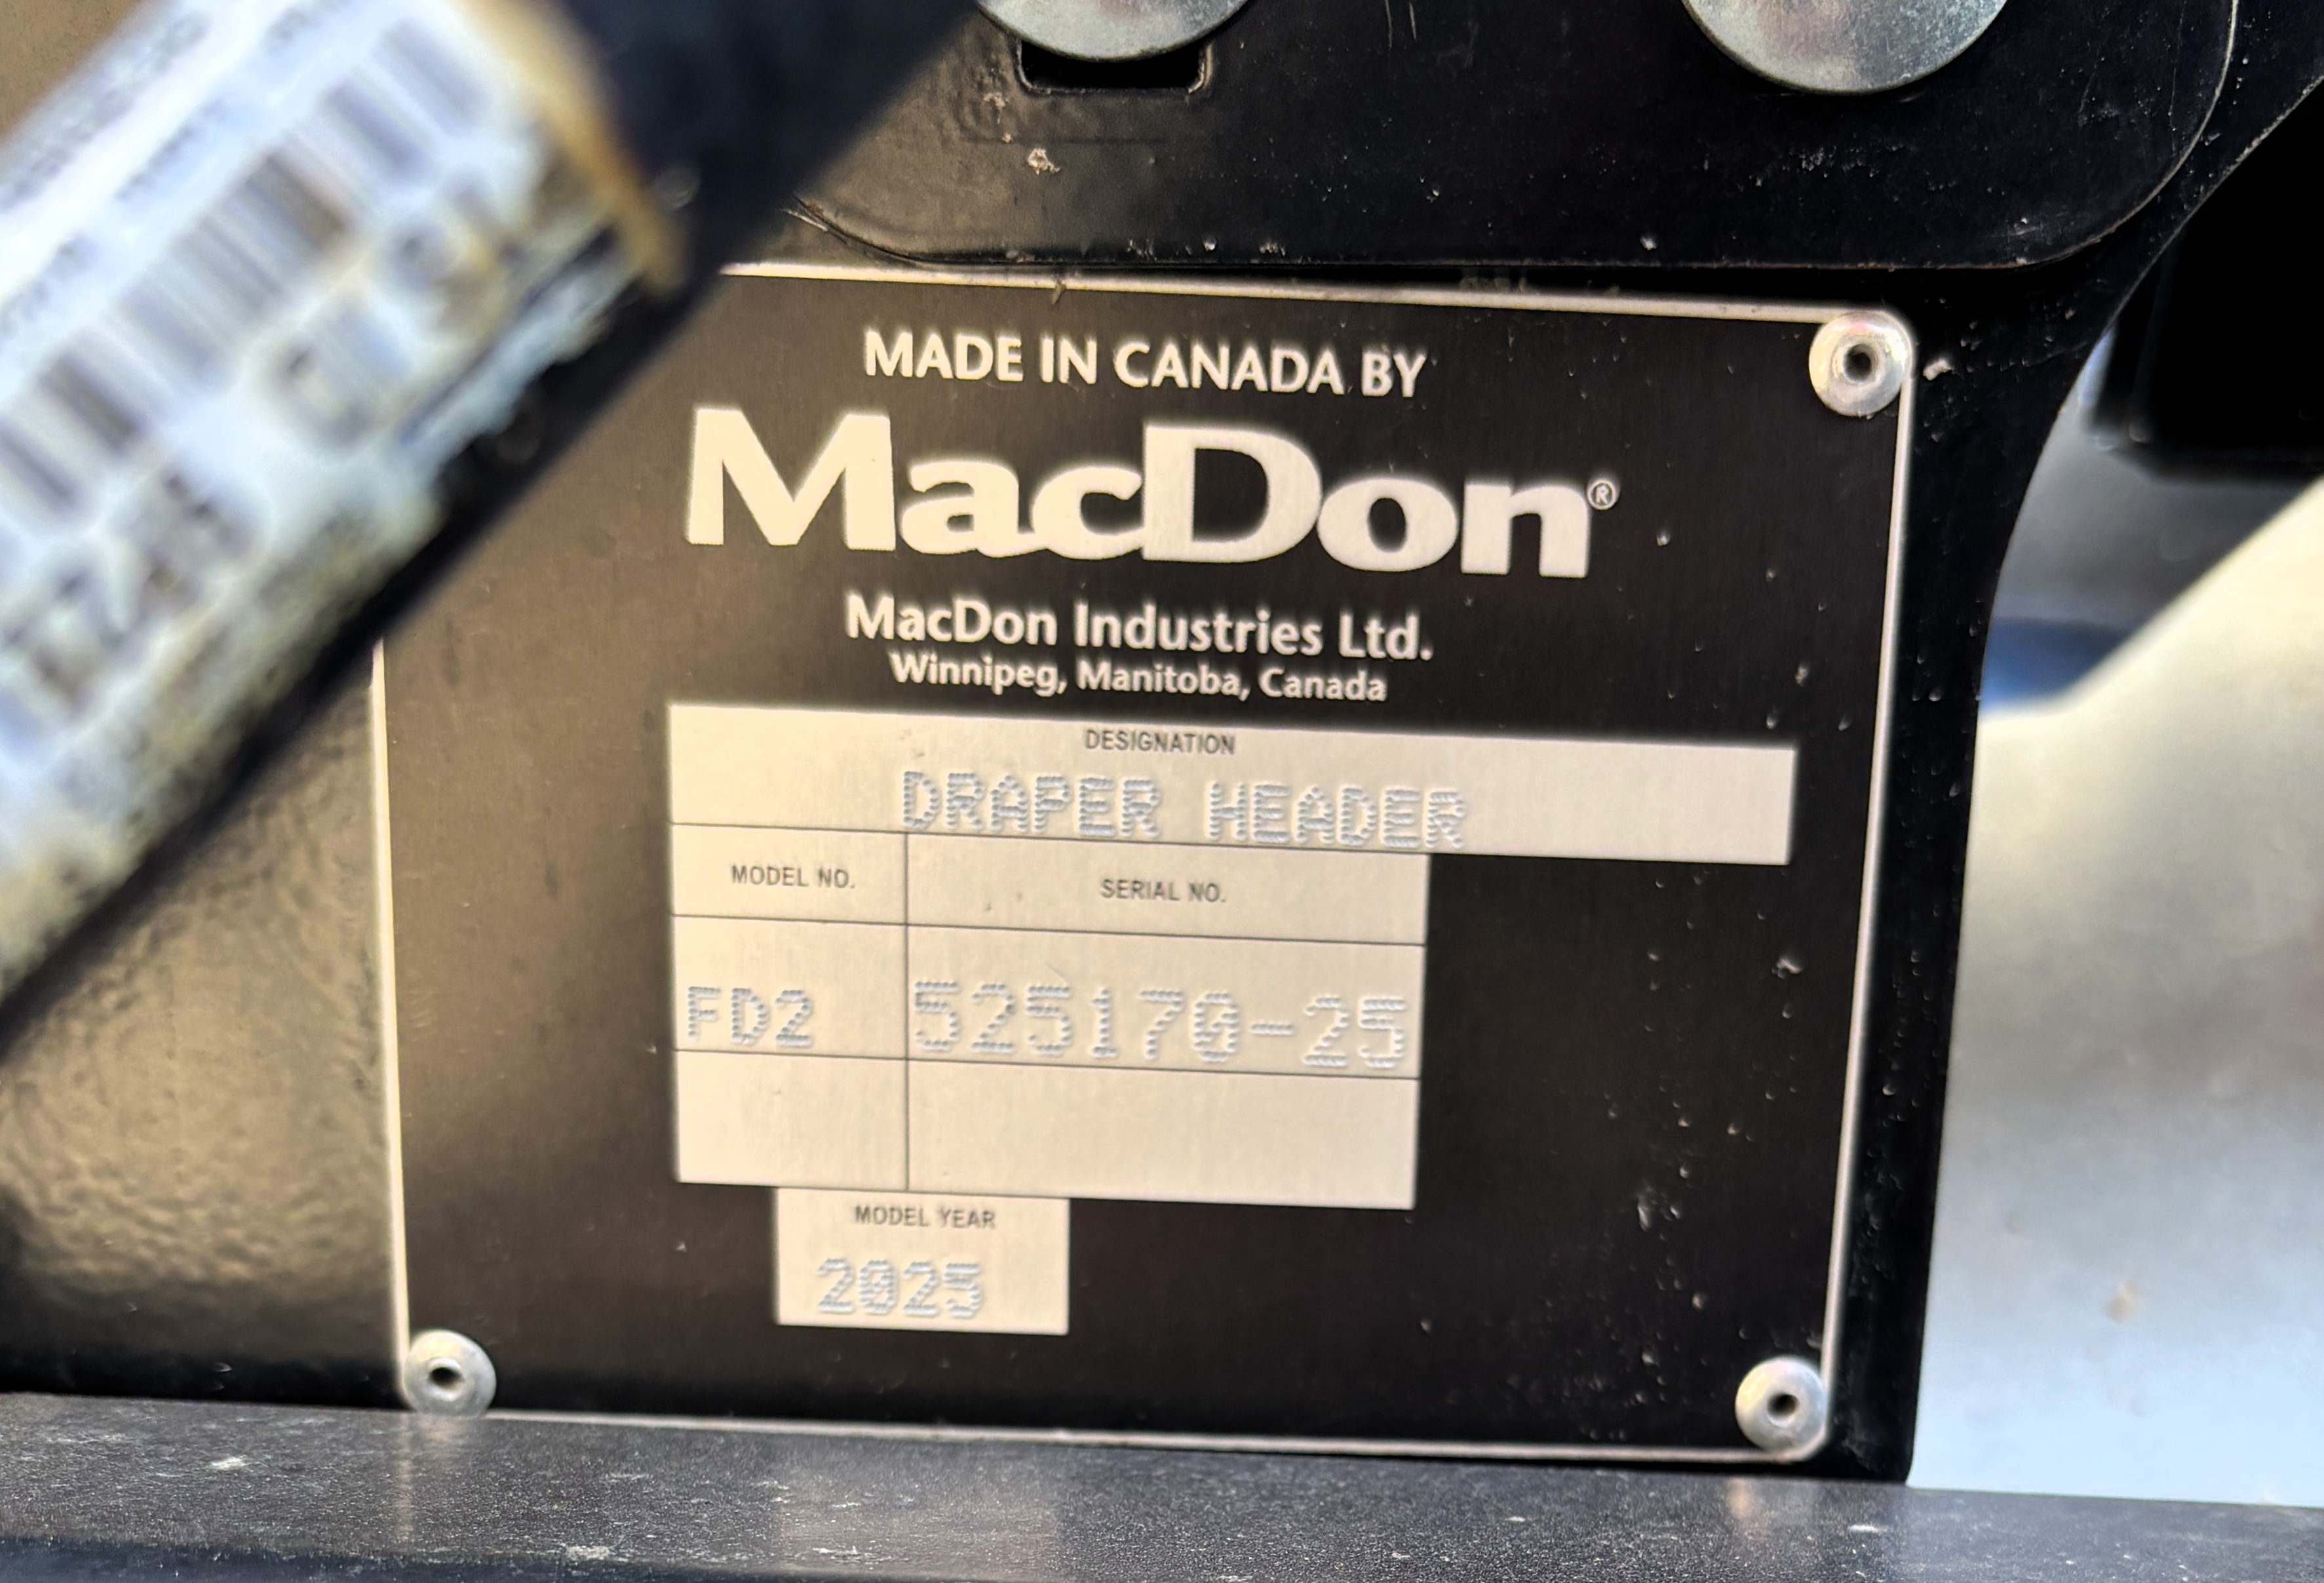 MADE IN CANADA BY
MacDon®
MacDon Industries Ltd.
Winnipeg, Manitoba, Canada
DESIGNATION
DRAPER HEADER
MODEL NO. SERIAL NO.
FD2 525170-25
MODEL YEAR
2025